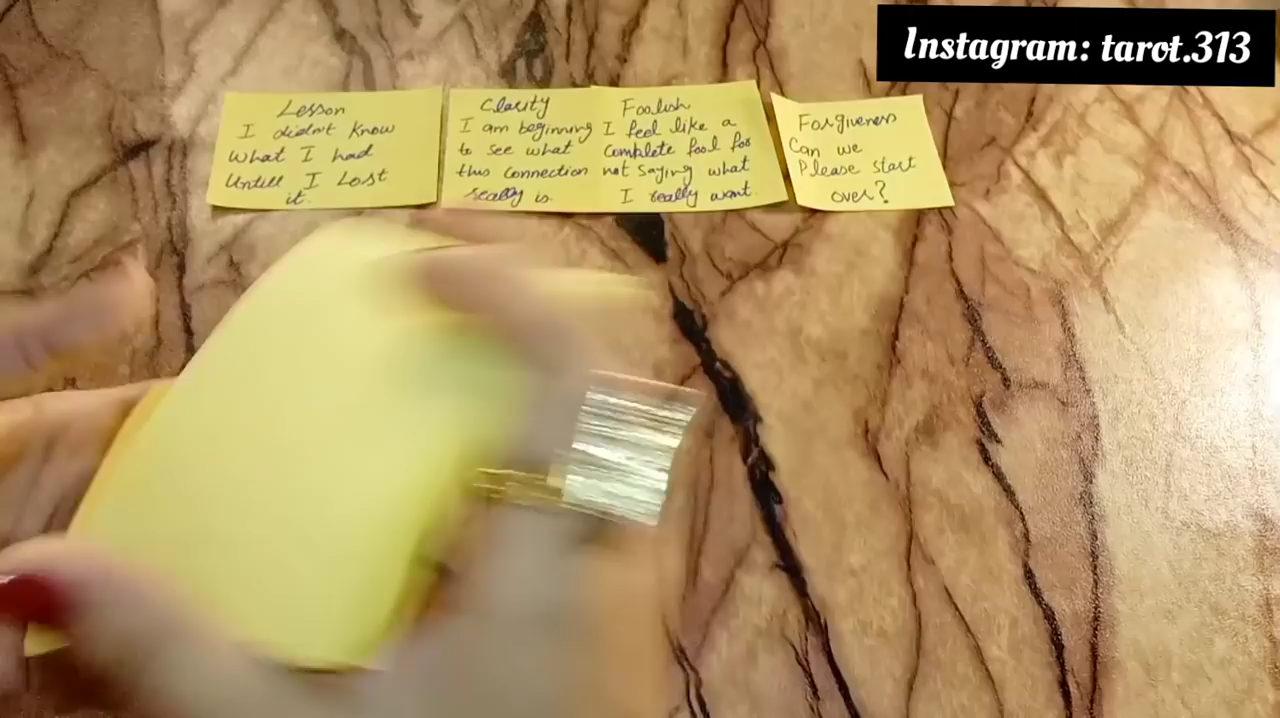 Instagram: tarot.313
Lesson
I didn't know
What I had
Untill I Lost
it.
Clarity
I am beginning
to see what
this connection
really is.
Foolish
I feel like a
Complete fool for
not saying what
I really want.
Forgiveness
Can we
Please start
over?